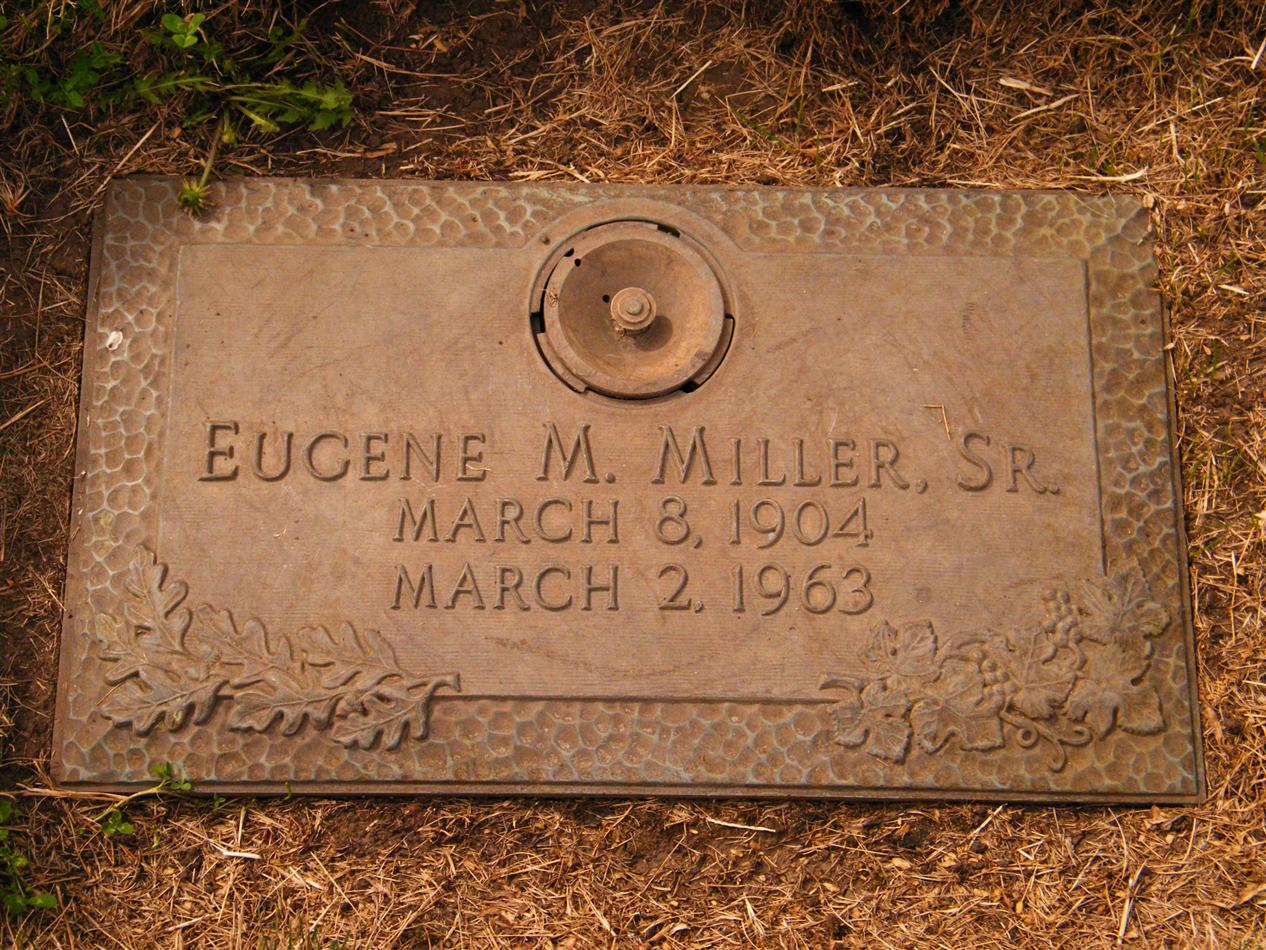 EUGENE M. MILLER, SR.
MARCH 8, 1904
MARCH 2, 1963